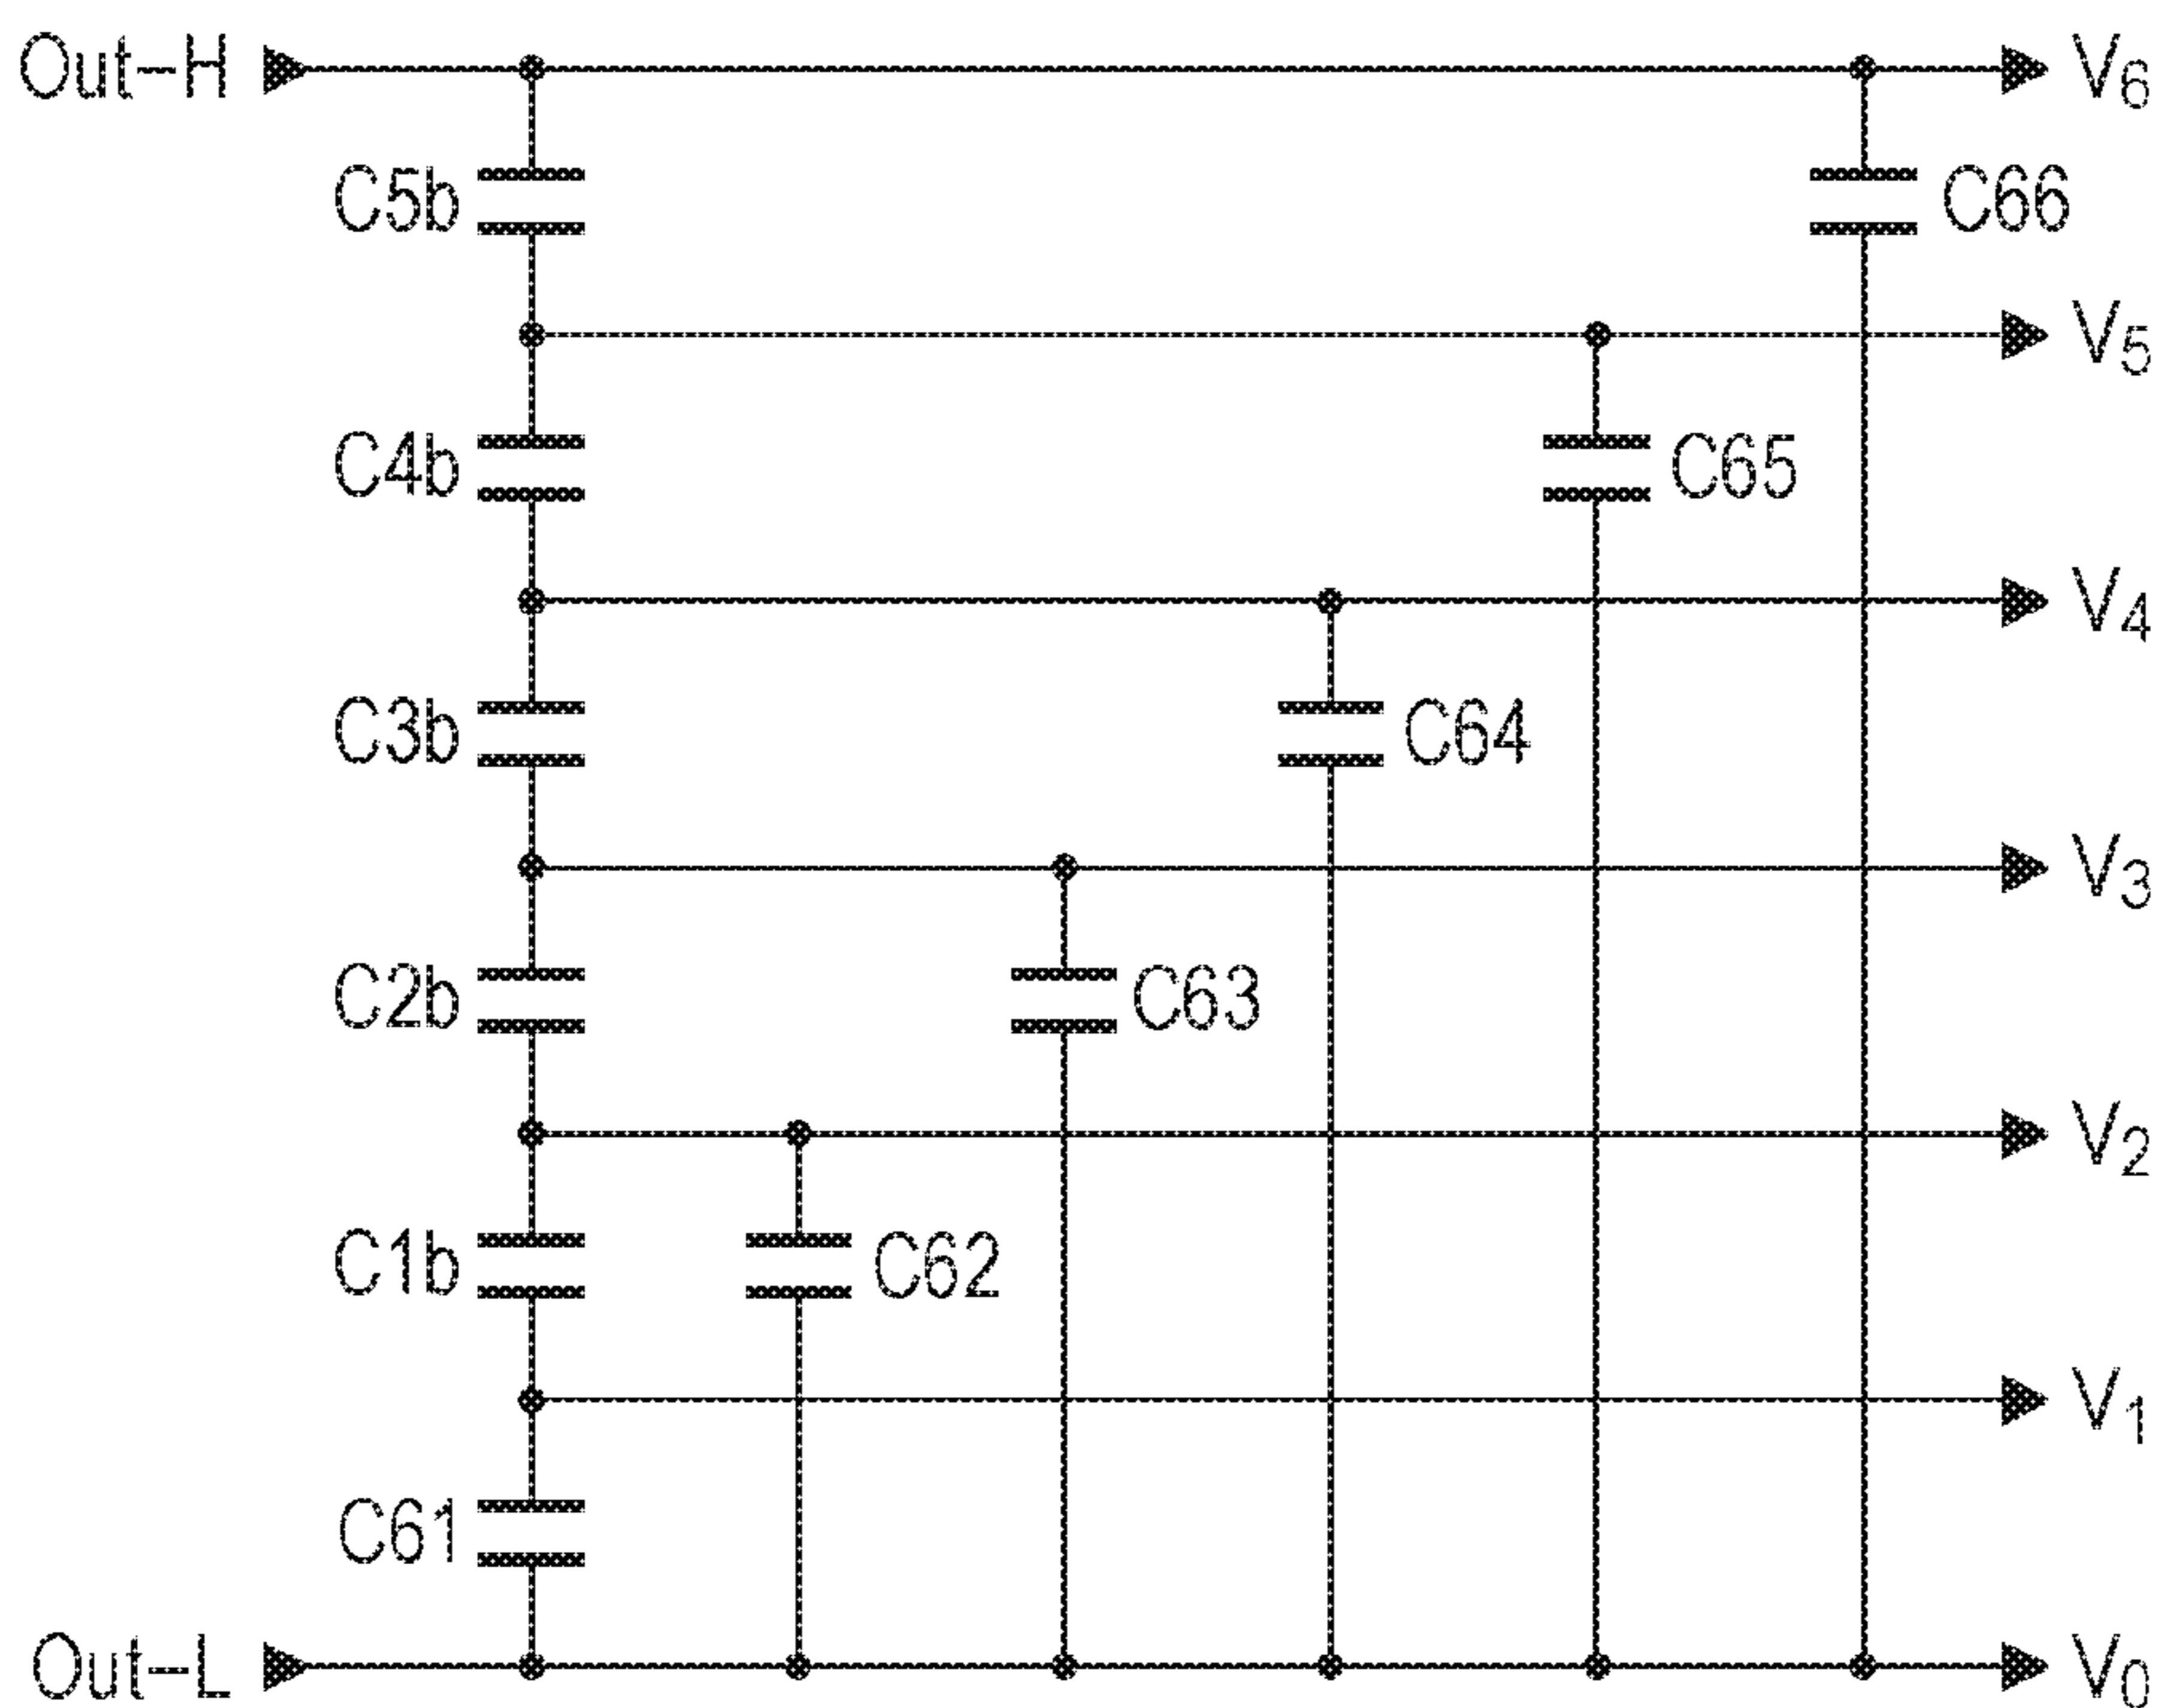 Out-H V6
C5b C66
V5
C4b C65
V4
C3b C64
V3
C2b C63
V2
C1b C62
V1
C61
Out-L V0